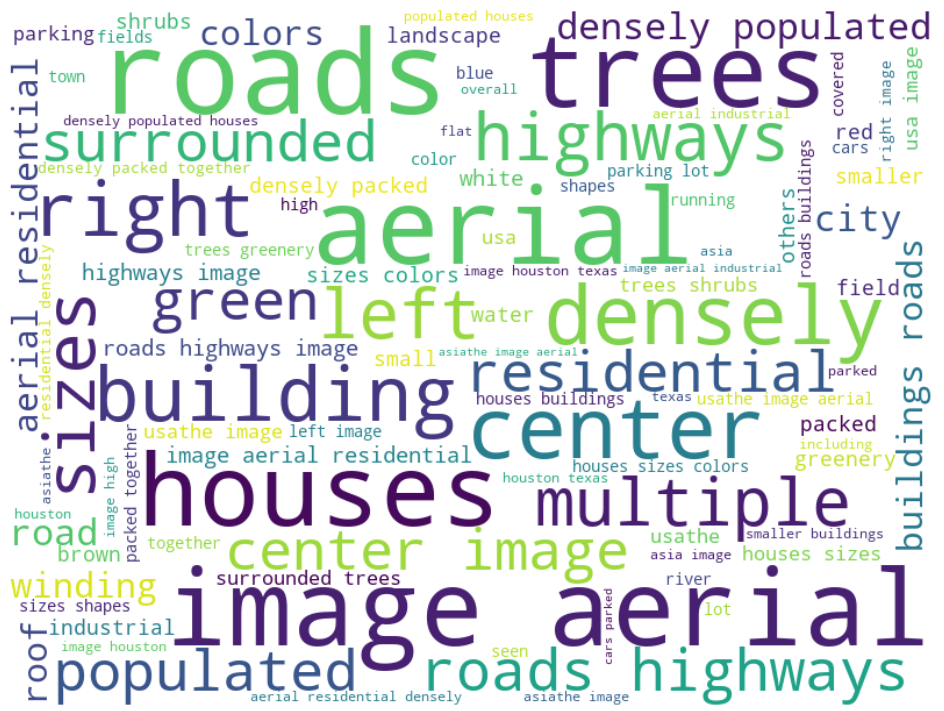 populated houses
shrubs
densely populated
parking
fields
colors
landscape
roads
trees
town
blue
overall
covered
right image
usa image
aerial residential
densely populated houses
surrounded
flat
highways
aerial industrial
red
cars
color
densely packed together
densely packed
white
shapes
parking lot
smaller
right
high
aerial
running
others
roads buildings
city
trees greenery
usa
asia
highways image
sizes colors
image houston texas
image aerial industrial
trees shrubs
field
residential densely
sizes
green
left
water
densely
buildings roads
roads highways image
small
asiathe image aerial
building
residential
parked
houses buildings
texas
usathe image aerial
center
packed
usathe image
left image
including
image aerial residential
houses sizes colors
greenery
asiathe
image high
packed together
houses
houston texas
multiple
houston
road
usathe
smaller buildings
brown
together
center image
asia image
houses sizes
winding
surrounded trees
image aerial
river
sizes shapes
lot
cars parked
roof
industrial
image houston
populated
seen
roads highways
aerial residential densely
asiathe image